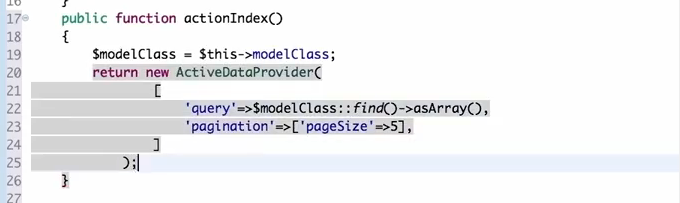 16 }
17 public function actionIndex()
18 {
19 $modelClass = $this->modelClass;
20 return new ActiveDataProvider(
21 [
22 'query'=>$modelClass::find()->asArray(),
23 'pagination'=>['pageSize'=>5],
24 ]
25 );
26 }
27